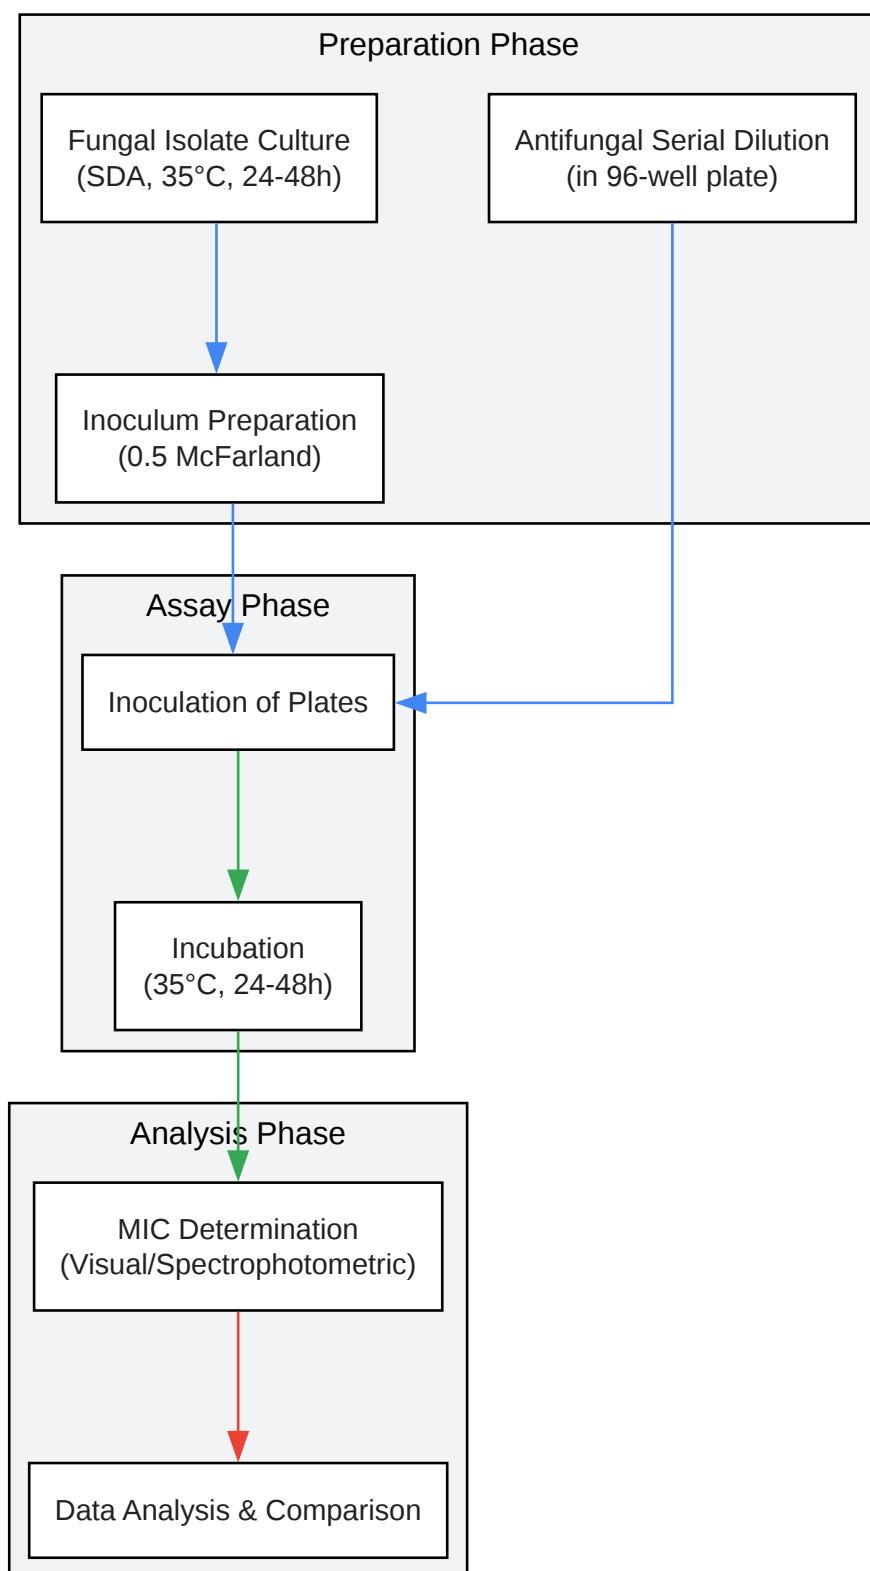 Preparation Phase
Fungal Isolate Culture
(SDA, 35°C, 24-48h)
Antifungal Serial Dilution
(in 96-well plate)
Inoculum Preparation
(0.5 McFarland)
Assay Phase
Inoculation of Plates
Incubation
(35°C, 24-48h)
Analysis Phase
MIC Determination
(Visual/Spectrophotometric)
Data Analysis & Comparison